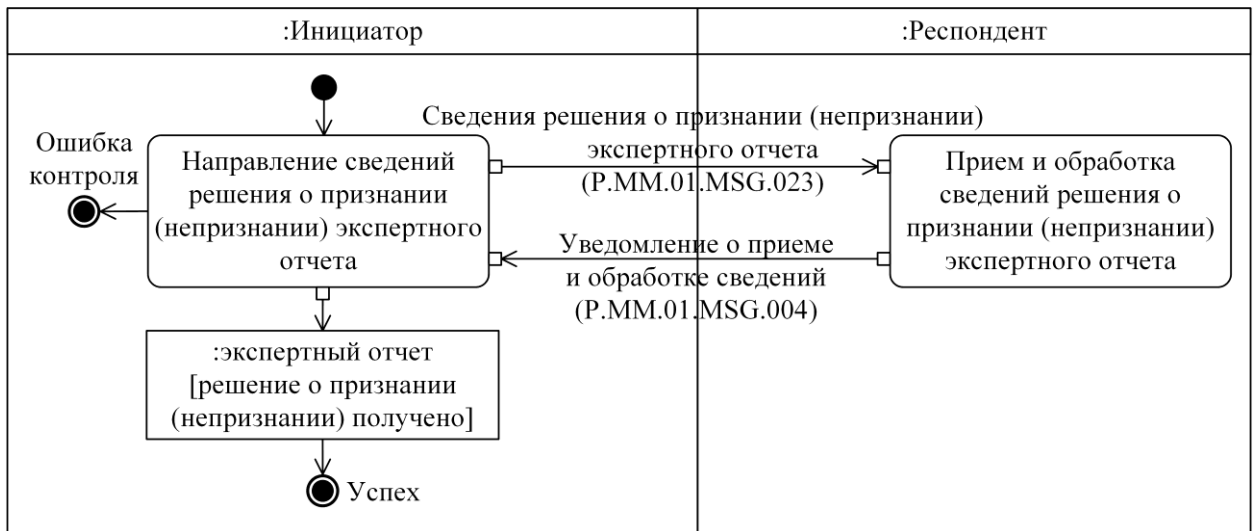 :Инициатор
:Респондент
Ошибка
контроля
Направление сведений
решения о признании
(непризнании) экспертного
отчета
Сведения решения о признании (непризнании)
экспертного отчета
(P.MM.01.MSG.023)
Уведомление о приеме
и обработке сведений
(P.MM.01.MSG.004)
Прием и обработка
сведений решения о
признании (непризнании)
экспертного отчета
:экспертный отчет
[решение о признании
(непризнании) получено]
Успех